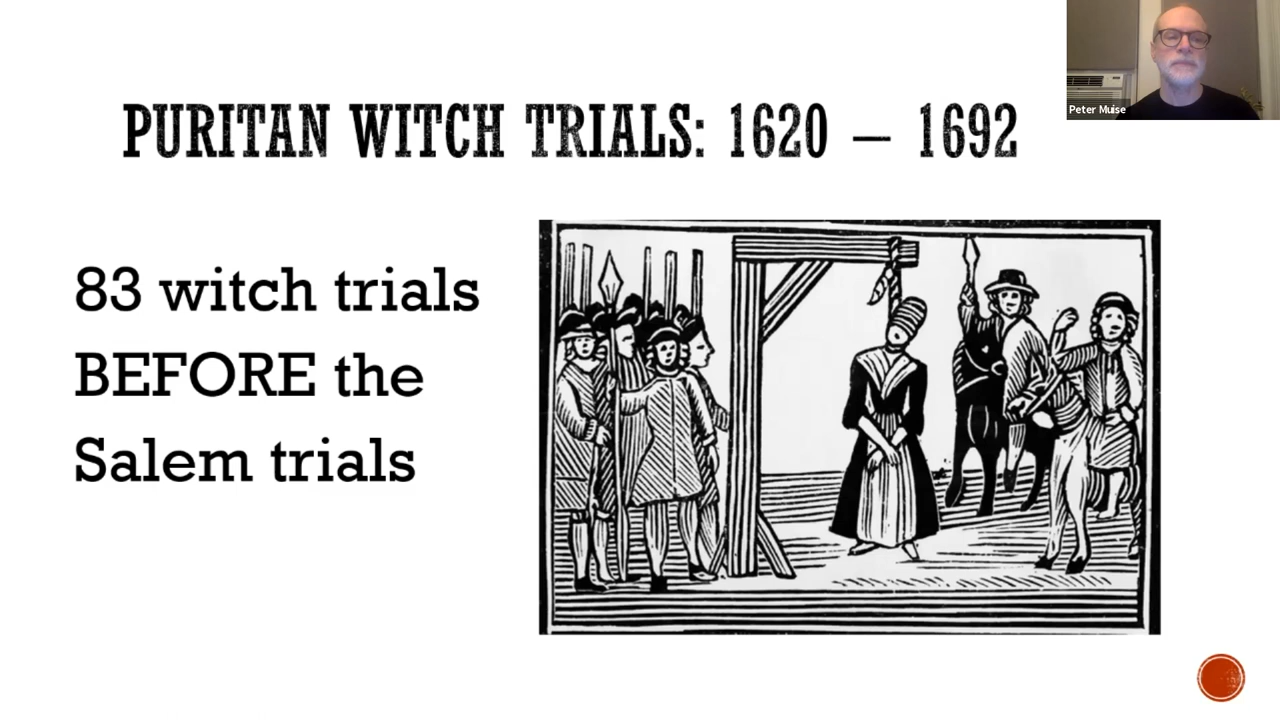 PURITAN WITCH TRIALS: 1620 – 1692
83 witch trials
BEFORE the
Salem trials
Peter Muise